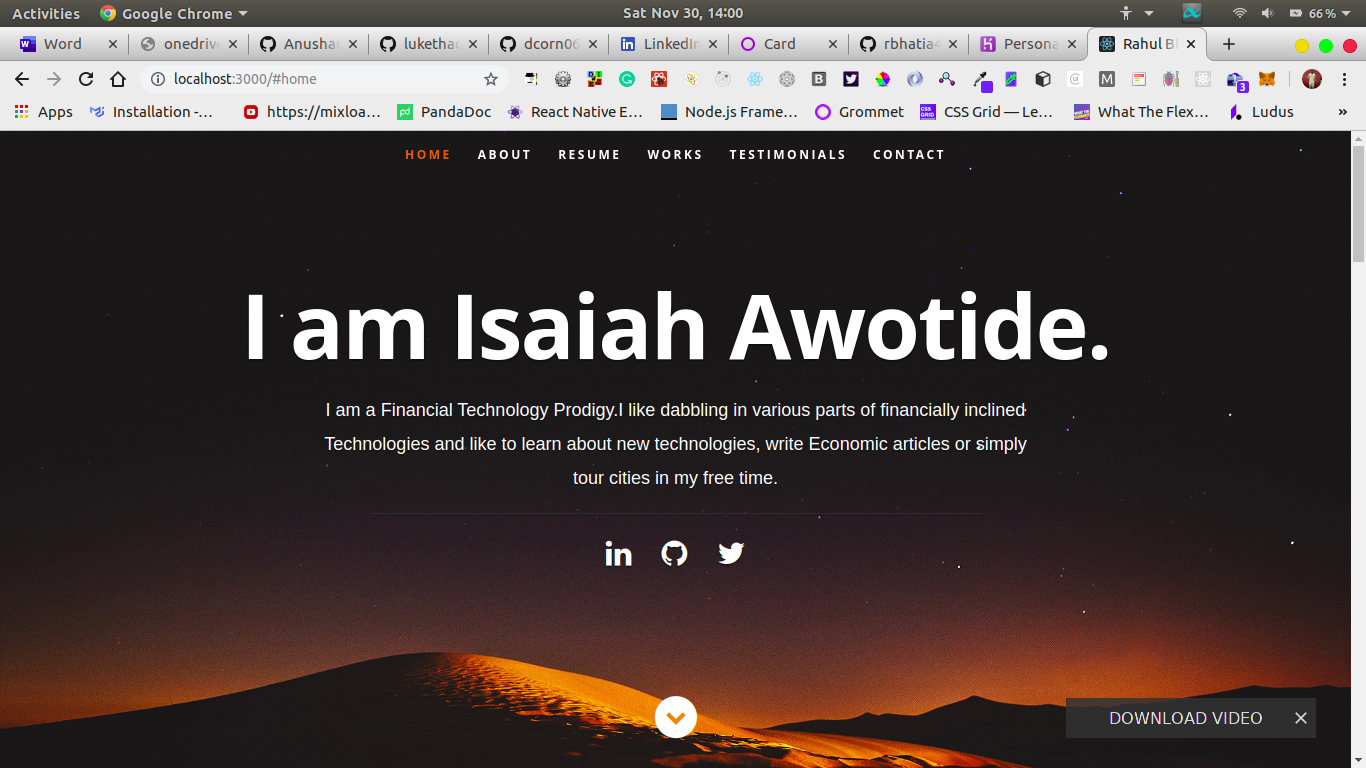 Activities Google Chrome Sat Nov 30, 14:00 66%
Word onedriv Anushar lukethac dcorn06 LinkedIn Card rbhatia4 Persona Rahul B
localhost:3000/#home
Apps Installation -... https://mixloa... PandaDoc React Native E... Node.js Frame... Grommet CSS Grid — Le... What The Flex... Ludus »
HOME ABOUT RESUME WORKS TESTIMONIALS CONTACT
I am Isaiah Awotide.
I am a Financial Technology Prodigy.I like dabbling in various parts of financially inclined
Technologies and like to learn about new technologies, write Economic articles or simply
tour cities in my free time.
DOWNLOAD VIDEO